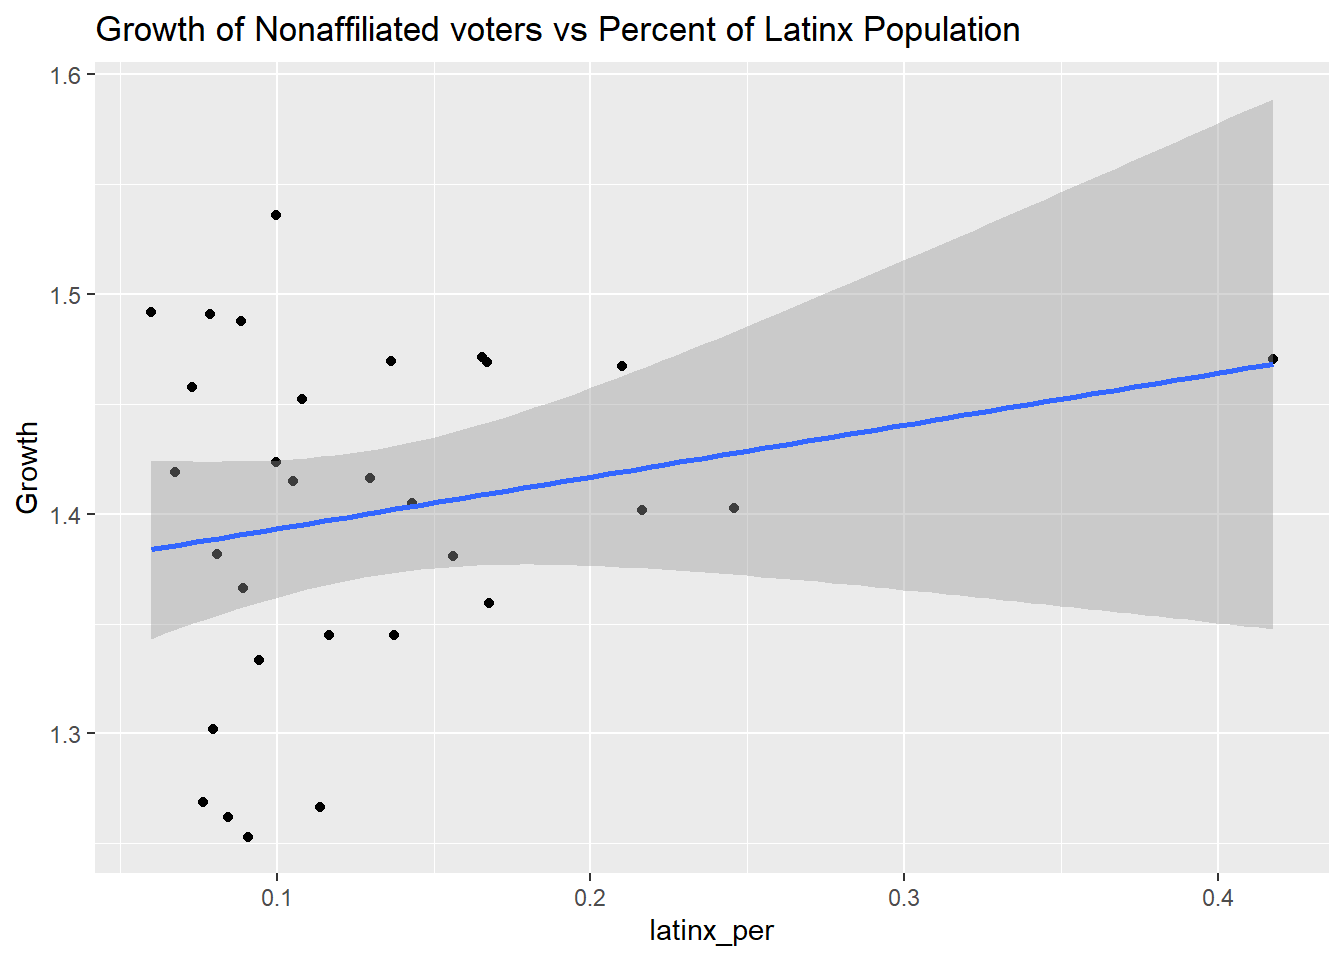 Growth of Nonaffiliated voters vs Percent of Latinx Population
1.6
1.5
1.4
1.3
Growth
0.1
0.2
0.3
0.4
latinx_per